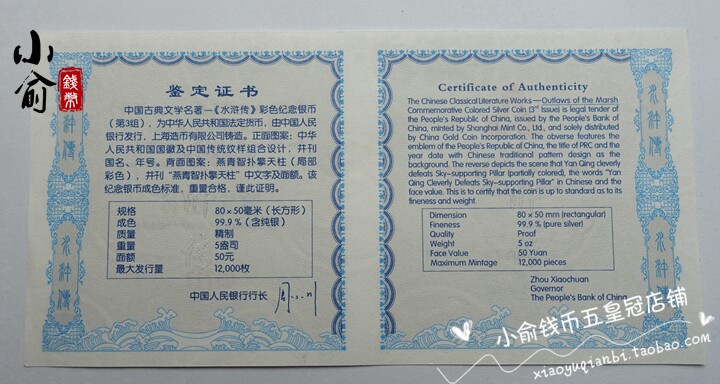 小俞
錢幣
鉴定证书
中国古典文学名著—《水浒传》彩色纪念银币
（第3组），为中华人民共和国法定货币，由中国人民
银行发行，上海造币有限公司铸造。正面图案：中华
人民共和国国徽及中国传统纹样组合设计，并刊
国名、年号。背面图案：燕青智扑擎天柱（局部
彩色），并刊“燕青智扑擎天柱”中文字及面额。该
纪念银币成色标准，重量合格，谨此证明。
规格 80×50毫米（长方形）
成色 99.9%（含纯银）
质量 精制
重量 5盎司
面额 50元
最大发行量 12,000枚
中国人民银行行长
水浒传
水浒传
Certificate of Authenticity
The Chinese Classical Literature Works—Outlaws of the Marsh
Commemorative Colored Silver Coin (3rd Issue) is legal tender of
the People's Republic of China, issued by the People's Bank of
China, minted by Shanghai Mint Co., Ltd., and solely distributed
by China Gold Coin Incorporation. The obverse features the
emblem of the People's Republic of China, the title of PRC and the
year date with Chinese traditional pattern design as the
background. The reverse depicts the scene that Yan Qing cleverly
defeats Sky-supporting Pillar (partially colored), the words "Yan
Qing Cleverly Defeats Sky-supporting Pillar" in Chinese and the
face value. This is to certify that the coin is up to standard as to its
fineness and weight.
Dimension 80 x 50 mm (rectangular)
Fineness 99.9% (pure silver)
Quality Proof
Weight 5 oz
Face Value 50 Yuan
Maximum Mintage 12,000 pieces
Zhou Xiaochuan
Governor
The People's Bank of China
小俞钱币五皇冠店铺
xiaoyuqianbi.taobao.com